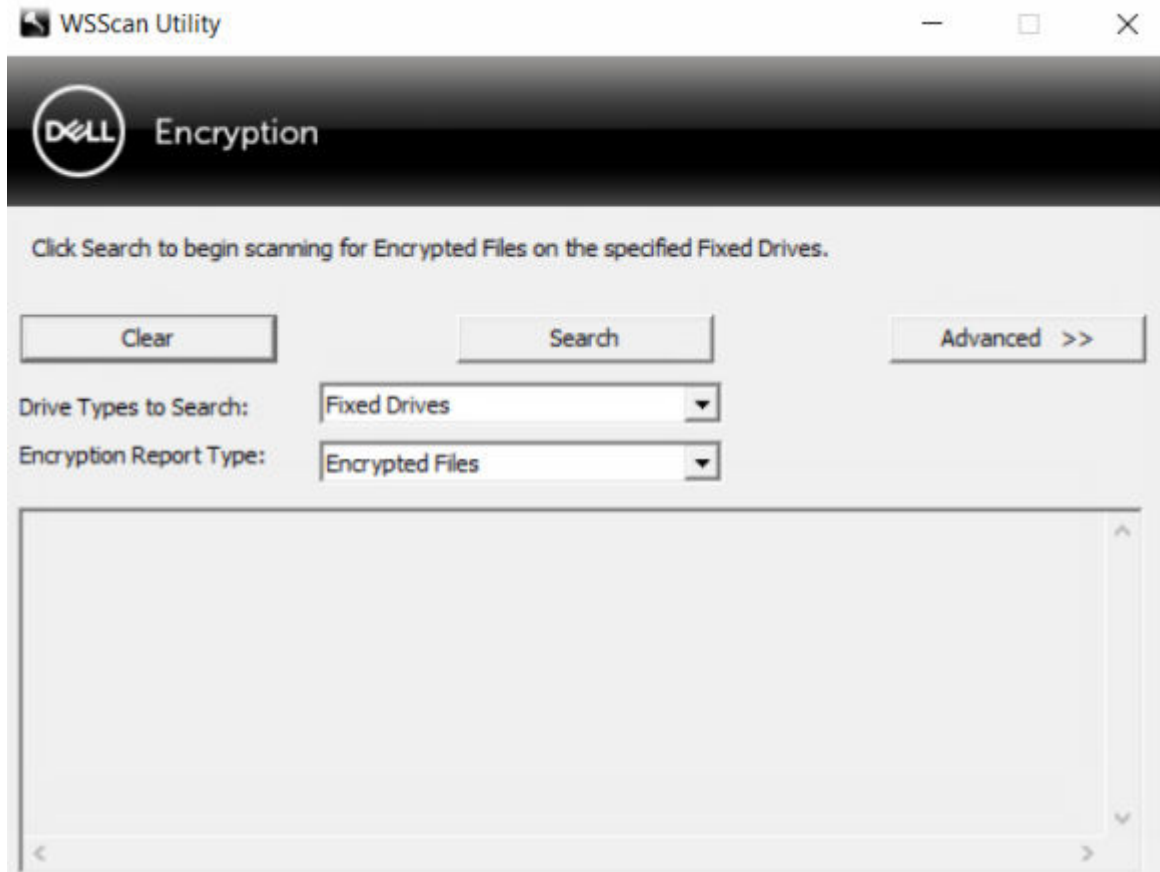 WSScan Utility
DELL Encryption
Click Search to begin scanning for Encrypted Files on the specified Fixed Drives.
Clear Search Advanced >>
Drive Types to Search: Fixed Drives
Encryption Report Type: Encrypted Files